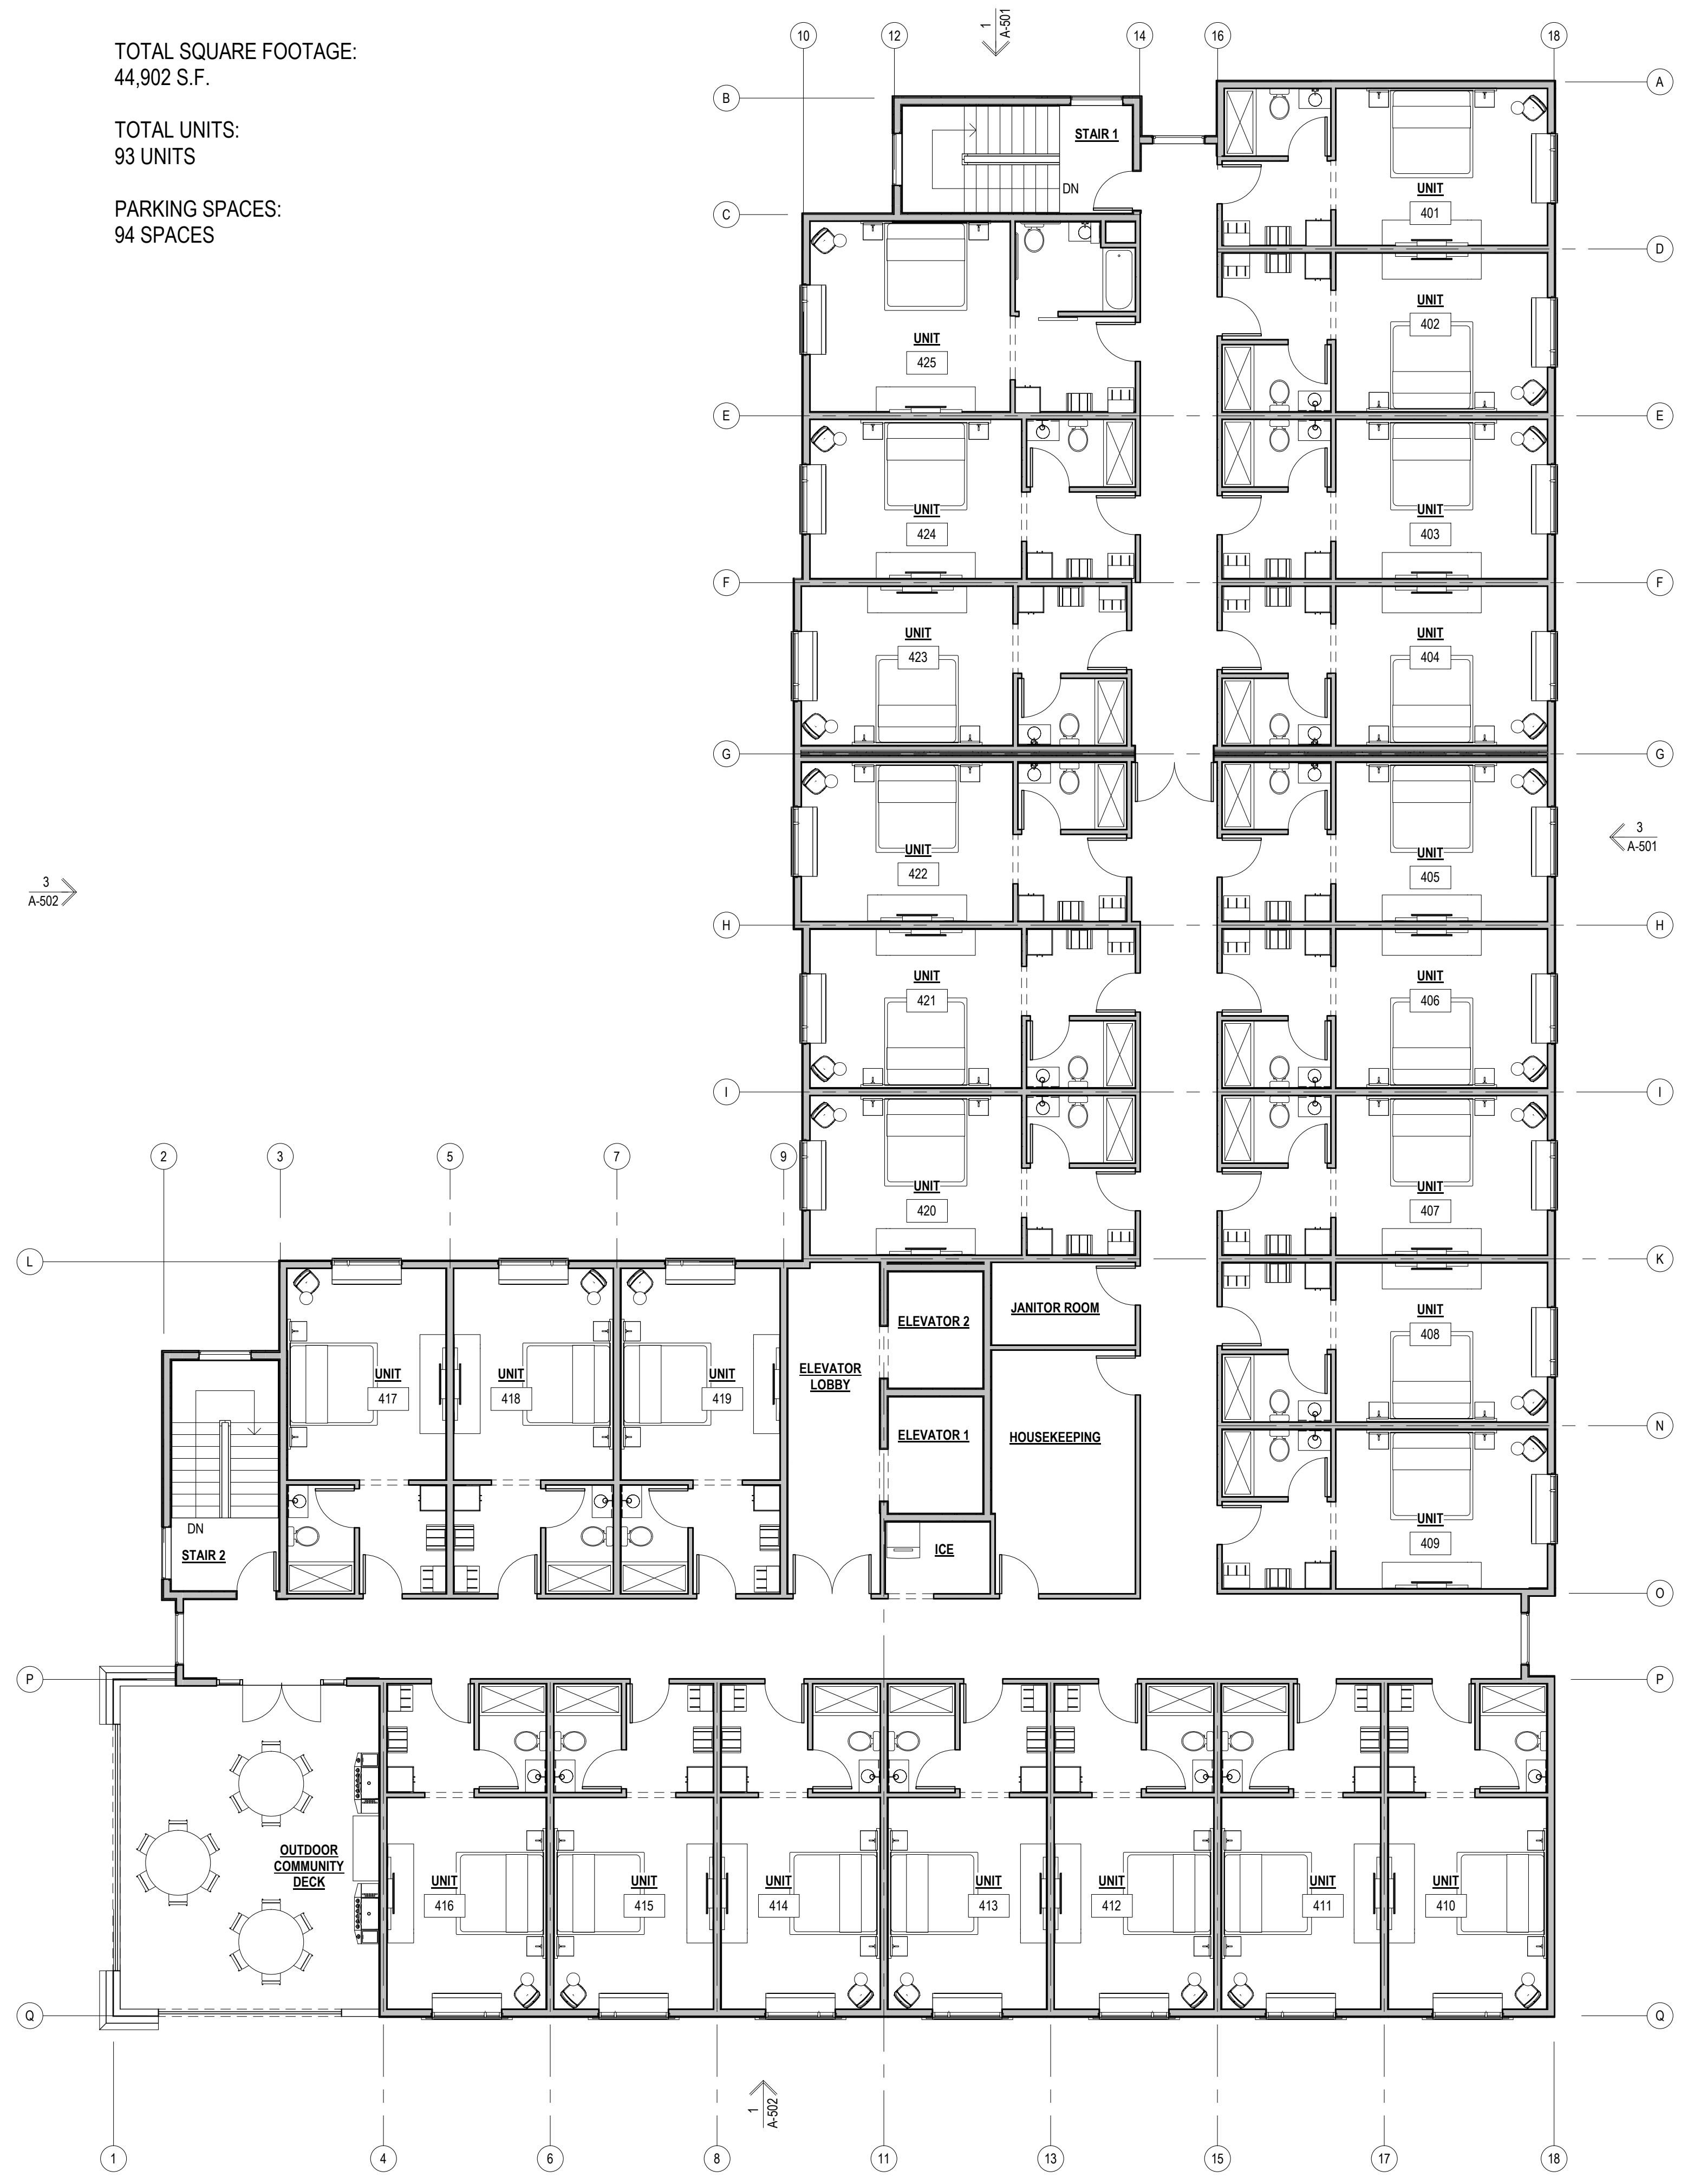 TOTAL SQUARE FOOTAGE:
44,902 S.F.
TOTAL UNITS:
93 UNITS
PARKING SPACES:
94 SPACES
1
A-501
10
12
14
16
18
A
B
STAIR 1
DN
UNIT
401
C
D
UNIT
425
UNIT
402
E
E
UNIT
424
UNIT
403
F
F
UNIT
423
UNIT
404
G
G
3
A-501
UNIT
422
UNIT
405
3
A-502
H
H
UNIT
421
UNIT
406
I
I
2
3
5
7
9
UNIT
420
UNIT
407
L
K
JANITOR ROOM
ELEVATOR 2
UNIT
408
UNIT
417
UNIT
418
UNIT
419
ELEVATOR
LOBBY
ELEVATOR 1
HOUSEKEEPING
N
DN
STAIR 2
ICE
UNIT
409
O
P
P
OUTDOOR
COMMUNITY
DECK
UNIT
416
UNIT
415
UNIT
414
UNIT
413
UNIT
412
UNIT
411
UNIT
410
Q
Q
1
A-502
1
4
6
8
11
13
15
17
18